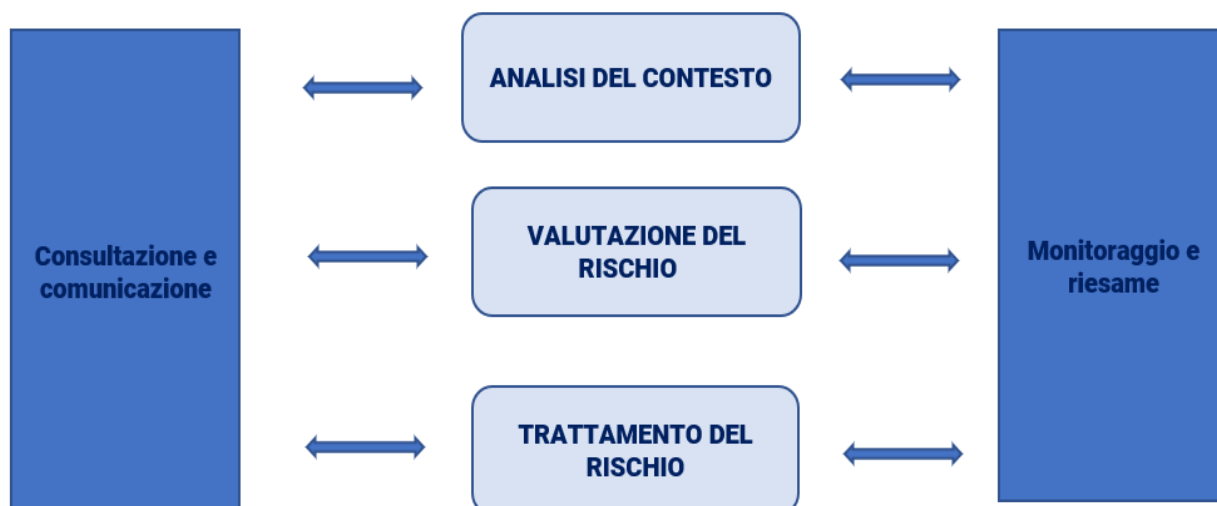 ANALISI DEL CONTESTO
Consultazione e
comunicazione
VALUTAZIONE DEL
RISCHIO
Monitoraggio e
riesame
TRATTAMENTO DEL
RISCHIO